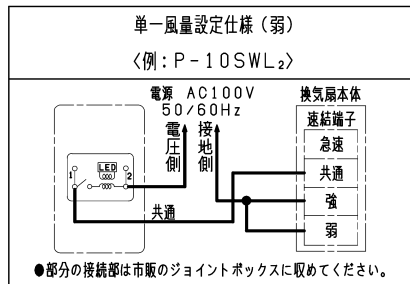 単一風量設定仕様（弱）
〈例：P-10SWL₂〉
電源 AC100V
50/60Hz
電圧側
接地側
換気扇本体
速結端子
急速
共通
強
弱
LED
1
2
共通
●部分の接続部は市販のジョイントボックスに収めてください。